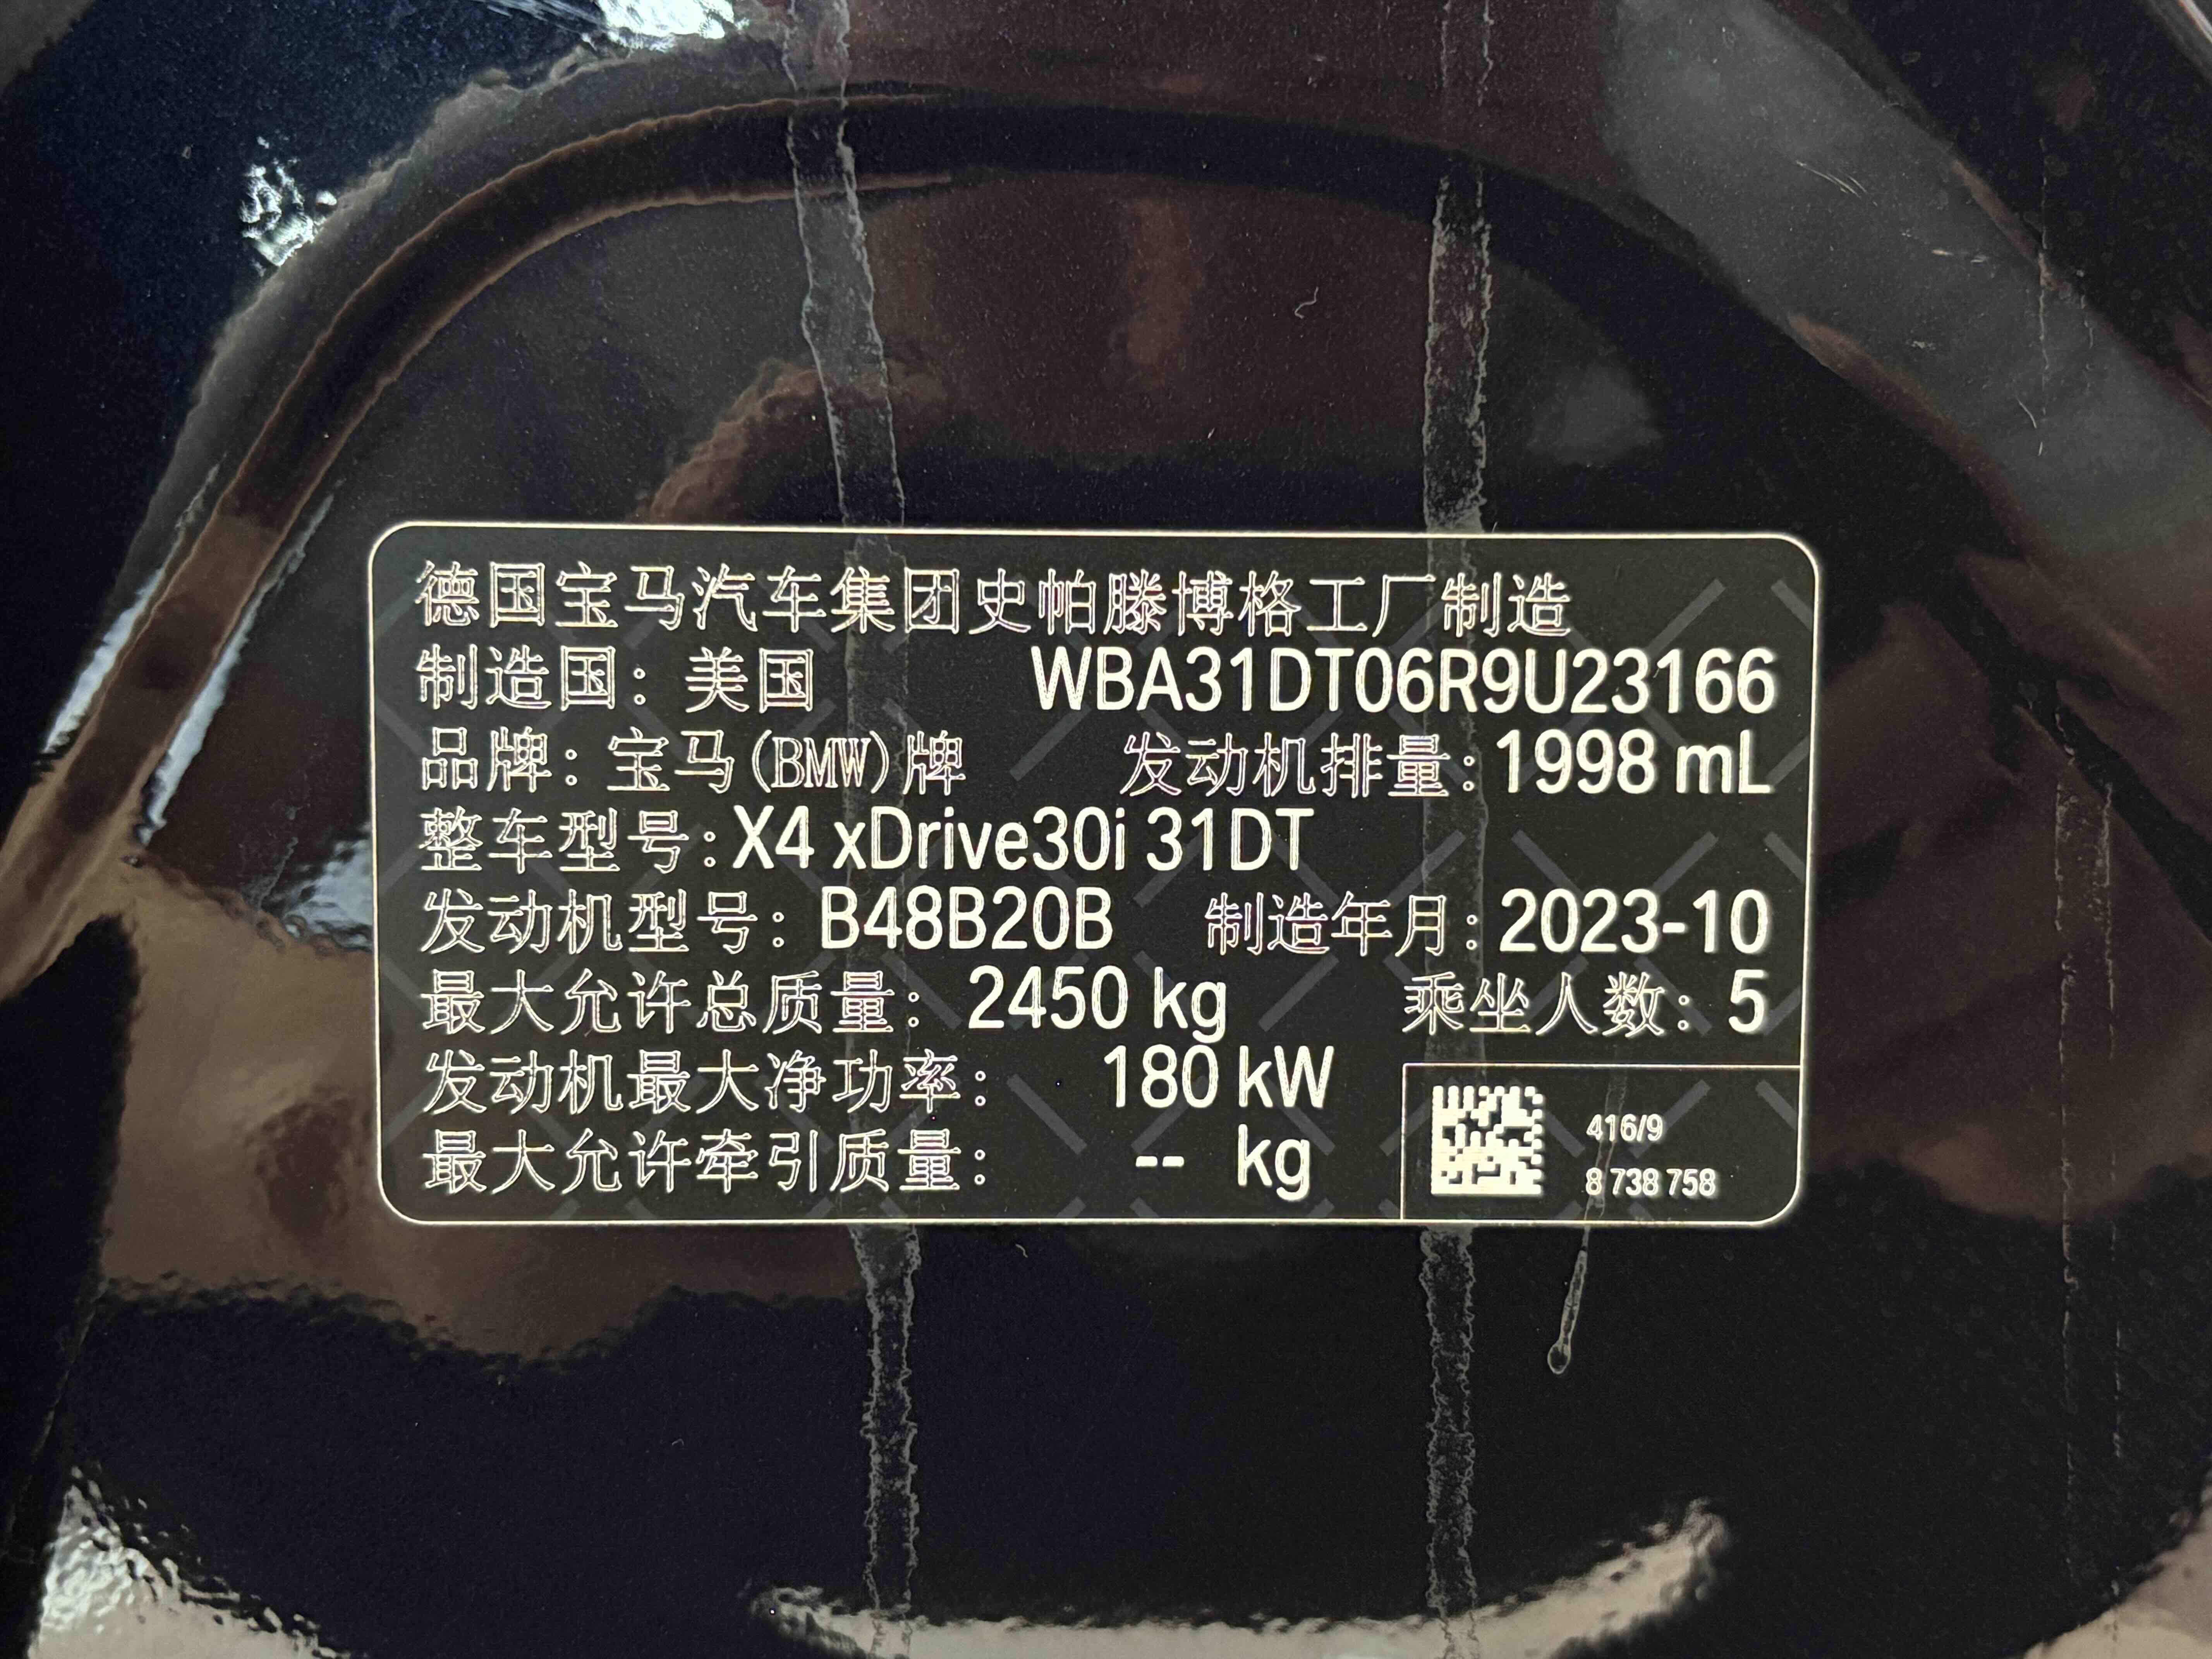 德国宝马汽车集团史帕滕博格工厂制造
制造国：美国 WBA31DT06R9U23166
品牌：宝马(BMW)牌 发动机排量：1998 mL
整车型号：X4 xDrive30i 31DT
发动机型号：B48B20B 制造年月：2023-10
最大允许总质量：2450 kg 乘坐人数：5
发动机最大净功率：180 kW
最大允许牵引质量：-- kg
416/9
8 738 758